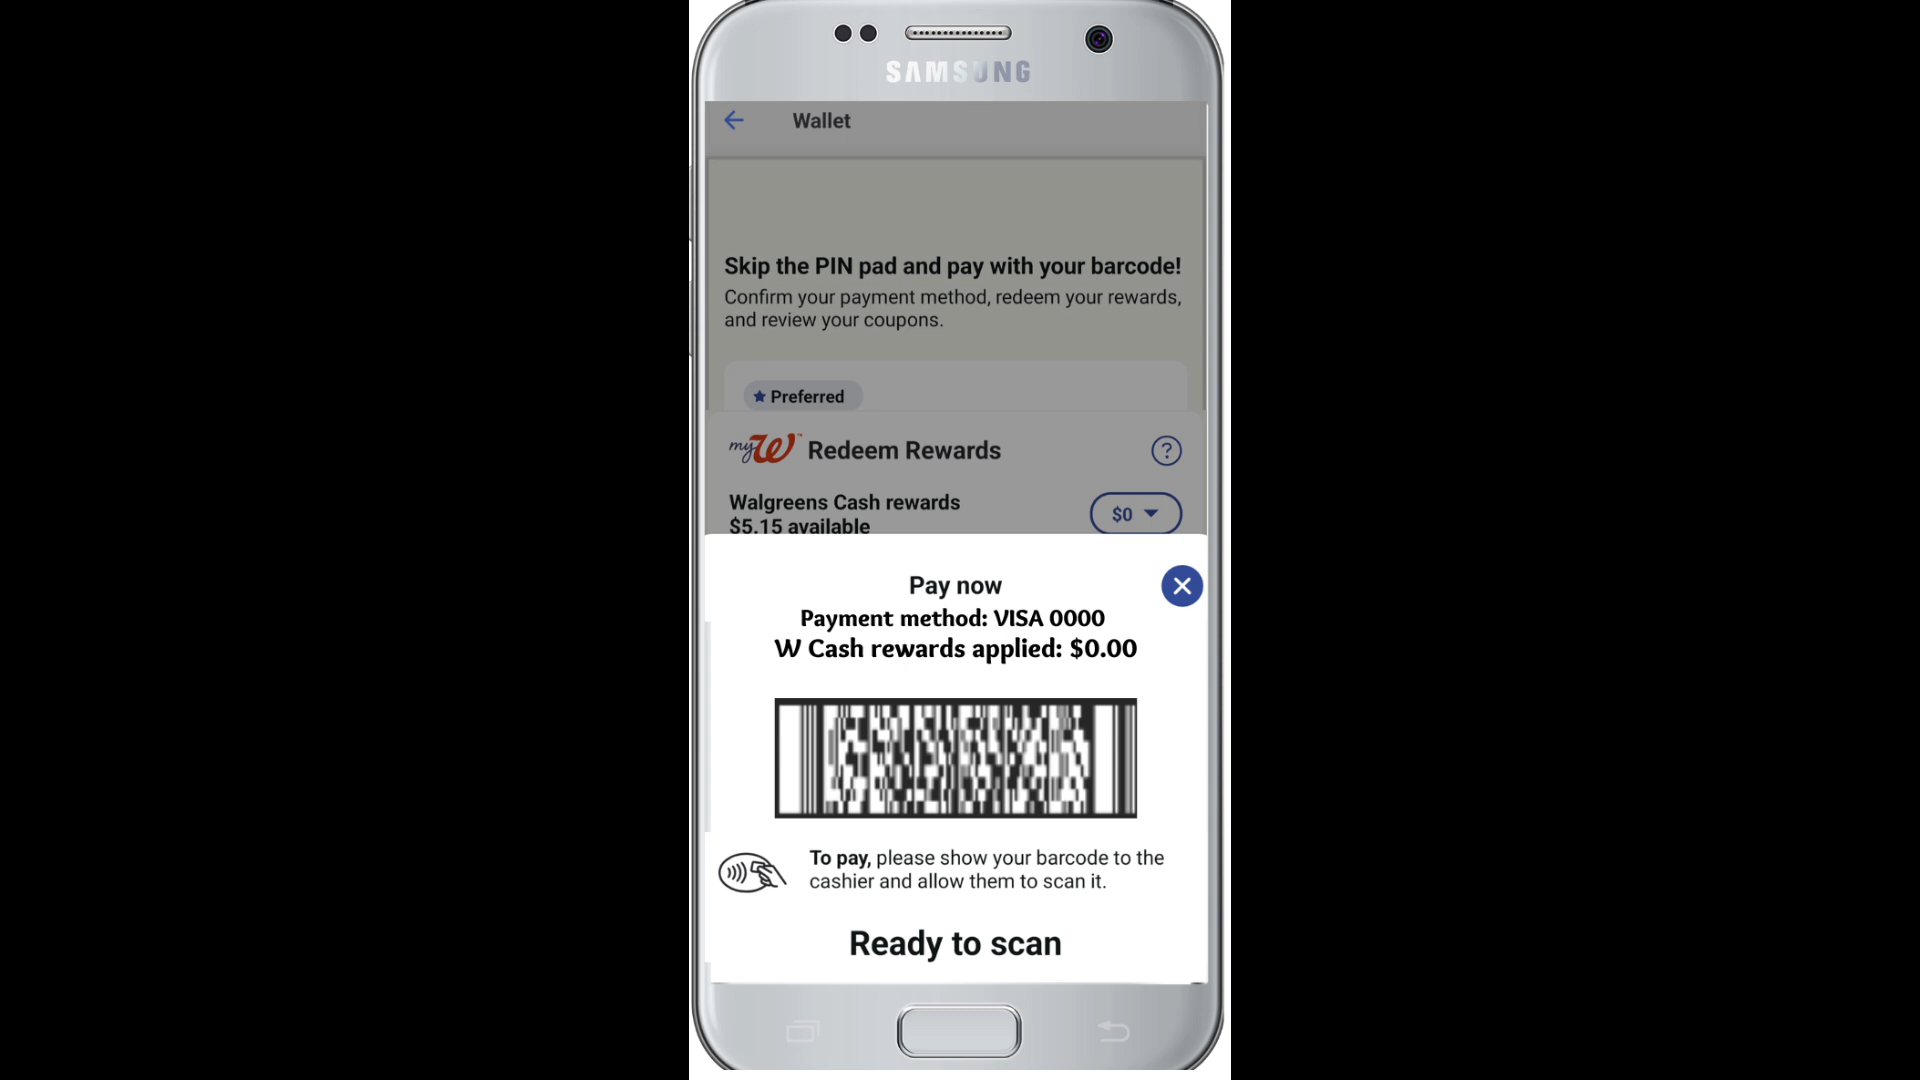 SAMSUNG
Wallet
Skip the PIN pad and pay with your barcode!
Confirm your payment method, redeem your rewards,
and review your coupons.
Preferred
myW™ Redeem Rewards
?
Walgreens Cash rewards
$5.15 available
$0
Pay now
Payment method: VISA 0000
W Cash rewards applied: $0.00
To pay, please show your barcode to the
cashier and allow them to scan it.
Ready to scan